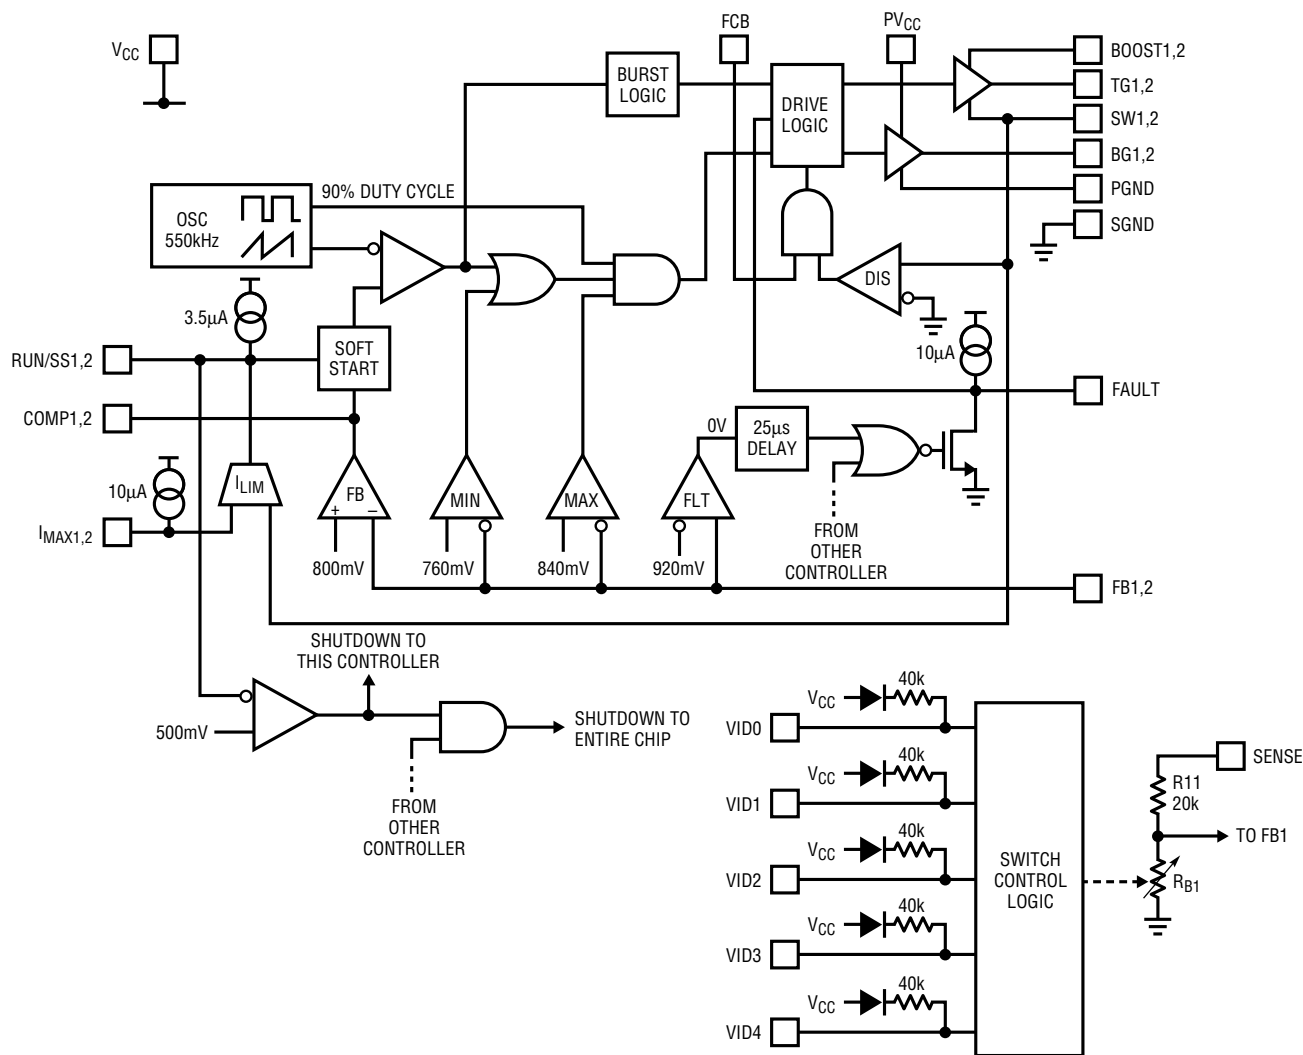 FCB
PVCC
VCC
BOOST1,2
BURST
LOGIC
TG1,2
DRIVE
LOGIC
SW1,2
BG1,2
PGND
90% DUTY CYCLE
OSC
550kHz
SGND
DIS
3.5µA
SOFT
START
10µA
RUN/SS1,2
FAULT
COMP1,2
0V
25µs
DELAY
10µA
ILIM
FB
+ –
MIN
MAX
FLT
IMAX1,2
FROM
OTHER
CONTROLLER
800mV
760mV
840mV
920mV
FB1,2
SHUTDOWN TO
THIS CONTROLLER
500mV
SHUTDOWN TO
ENTIRE CHIP
FROM
OTHER
CONTROLLER
40k
VCC
VID0
40k
VCC
VID1
40k
VCC
VID2
40k
VCC
VID3
40k
VCC
VID4
SWITCH
CONTROL
LOGIC
SENSE
R11
20k
TO FB1
RB1